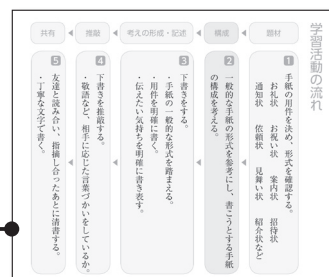 学習活動の流れ
題材
1
手紙の用件を決め、形式を確認する。
お礼状　お祝い状　案内状　招待状
通知状　依頼状　見舞い状　紹介状など
構成
2
一般的な手紙の形式を参考にし、書こうとする手紙
の構成を考える。
考えの形成・記述
3
下書きをする。
・手紙の一般的な形式を踏まえる。
・用件を明確に書く。
・伝えたい気持ちを明確に書き表す。
推敲
4
下書きを推敲する。
・敬語など、相手に応じた言葉づかいをしているか。
共有
5
友達と読み合い、指摘し合ったあとに清書する。
・丁寧な文字で書く。